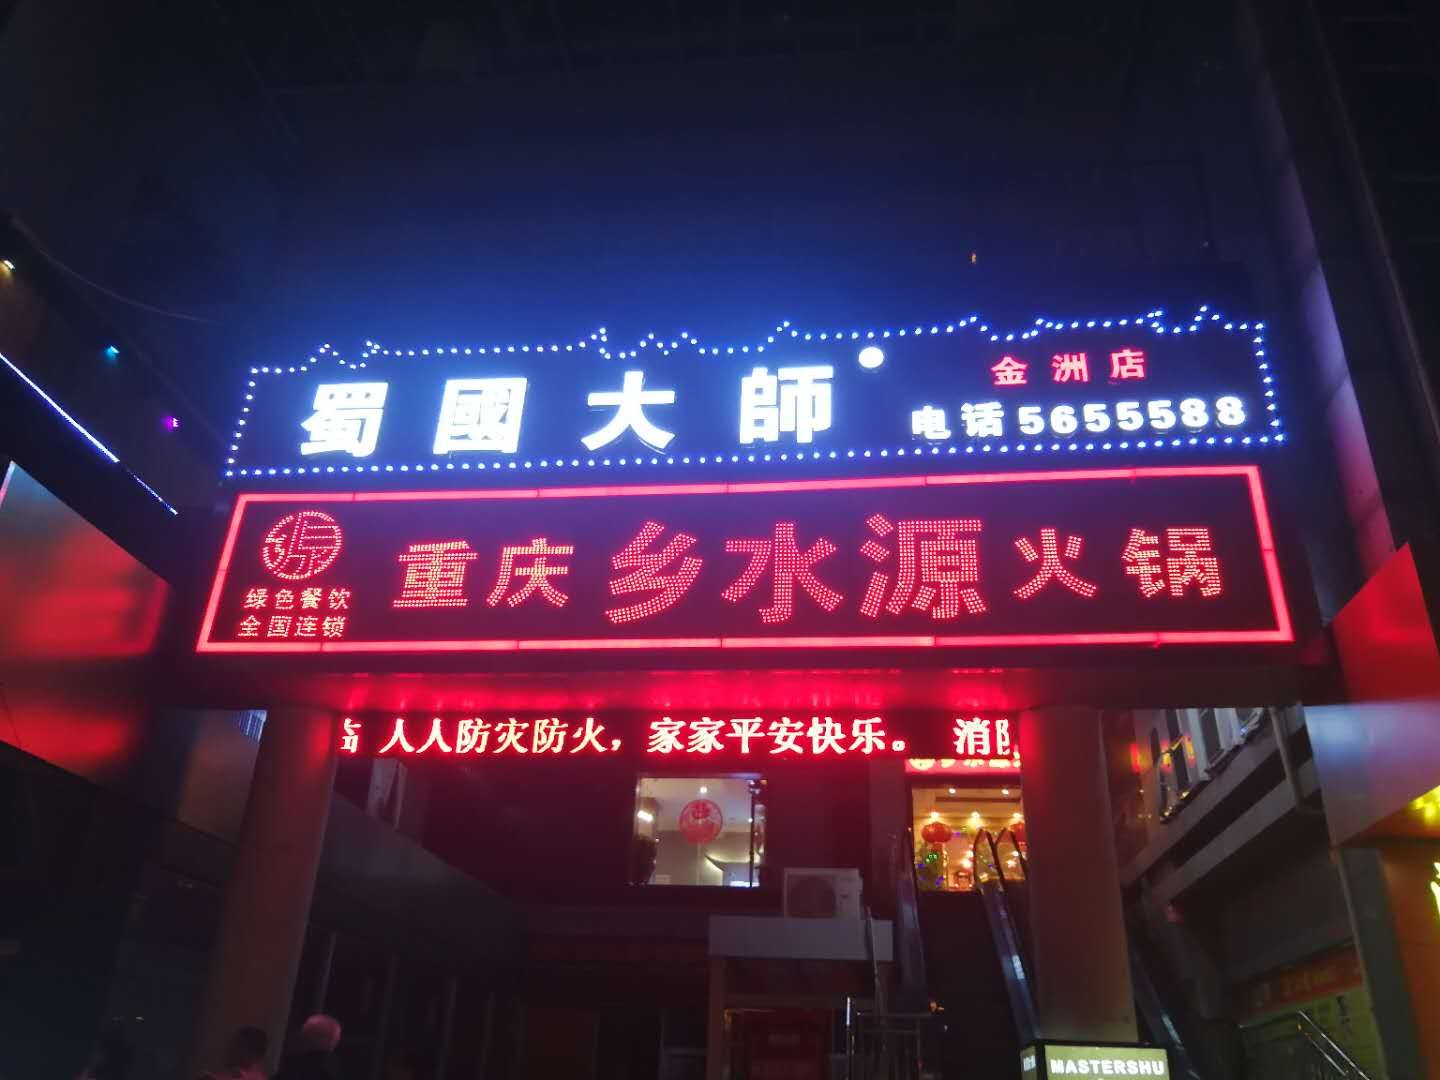 蜀國大師
金洲店
电话5655588
源
绿色餐饮
全国连锁
重庆乡水源火锅
人人防灾防火，家家平安快乐。 消
MASTERSHU